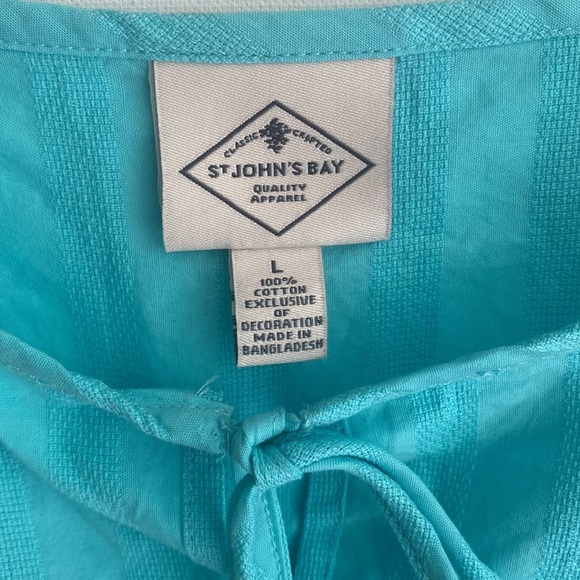 CLASSIC CRAFTED
ST JOHN'S BAY
QUALITY
APPAREL
L
100%
COTTON
EXCLUSIVE
OF
DECORATION
MADE IN
BANGLADESH